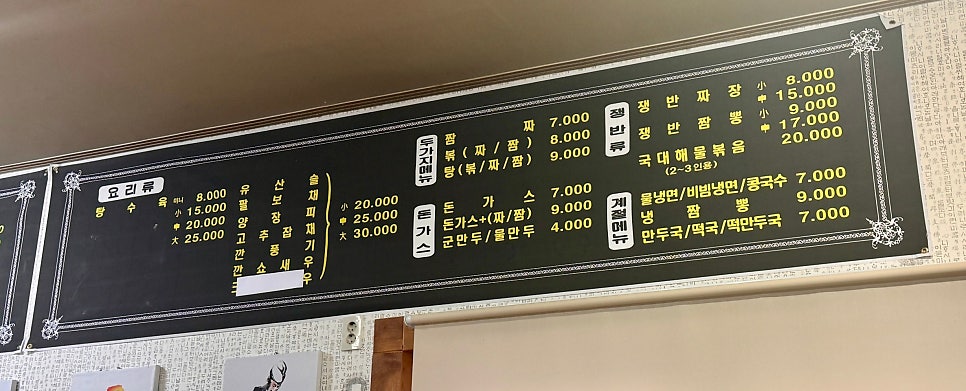 요리류
탕 수 육 미니 8.000
小 15.000
中 20.000
大 25.000
유 산 슬
팔 보 채
양 장 피
고 추 잡 채
깐 풍 기
깐 쇼 새 우
우
小 20.000
中 25.000
大 30.000
두가지메뉴
짬 짜 7.000
볶(짜/짬) 8.000
탕(볶/짜/짬) 9.000
돈가스
돈 가 스 7.000
돈가스+(짜/짬) 9.000
군만두/물만두 4.000
쟁반류
쟁 반 짜 장 小 8.000
中 15.000
쟁 반 짬 뽕 小 9.000
中 17.000
국대해물볶음 20.000
(2~3인용)
계절메뉴
물냉면/비빔냉면/콩국수 7.000
냉 짬 뽕 9.000
만두국/떡국/떡만두국 7.000